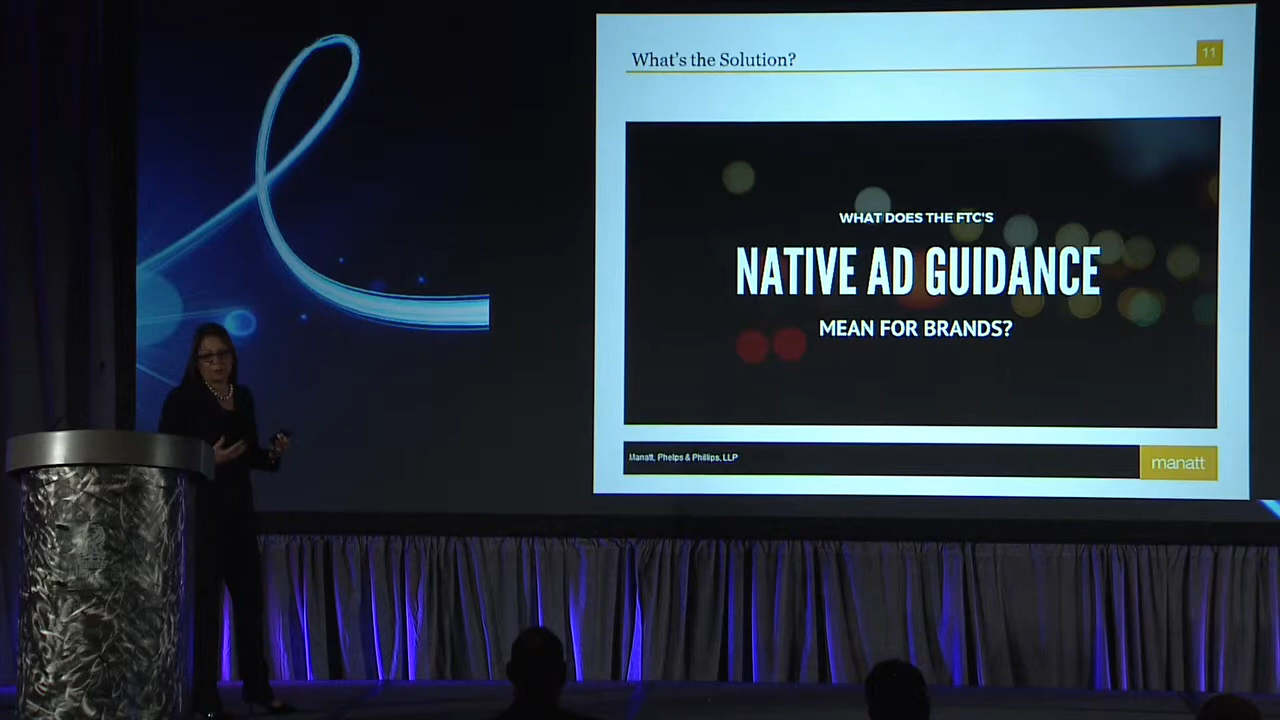 What's the Solution?
11
WHAT DOES THE FTC'S
NATIVE AD GUIDANCE
MEAN FOR BRANDS?
Manatt, Phelps & Phillips, LLP
manatt